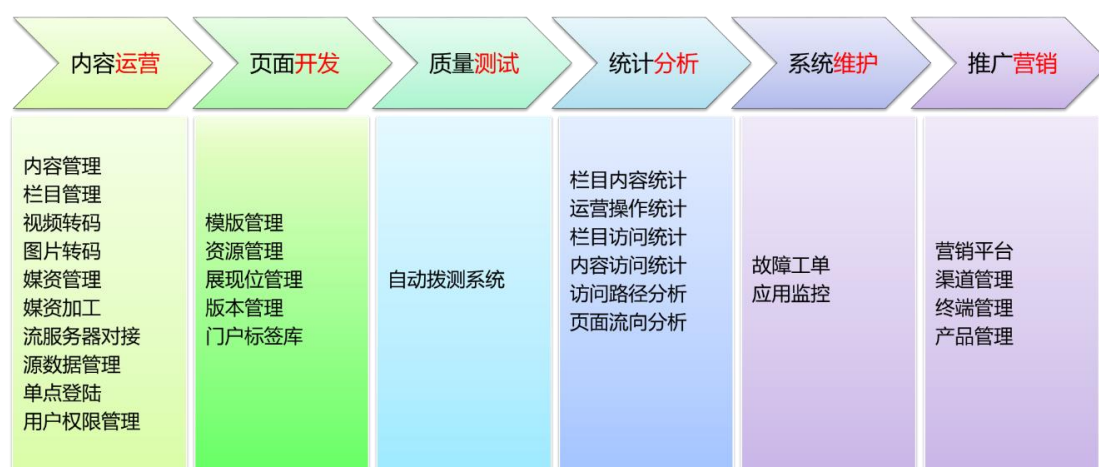 内容运营
页面开发
质量测试
统计分析
系统维护
推广营销
内容管理
栏目管理
视频转码
图片转码
媒资管理
媒资加工
流服务器对接
源数据管理
单点登陆
用户权限管理
模版管理
资源管理
展现位管理
版本管理
门户标签库
自动拨测系统
栏目内容统计
运营操作统计
栏目访问统计
内容访问统计
访问路径分析
页面流向分析
故障工单
应用监控
营销平台
渠道管理
终端管理
产品管理